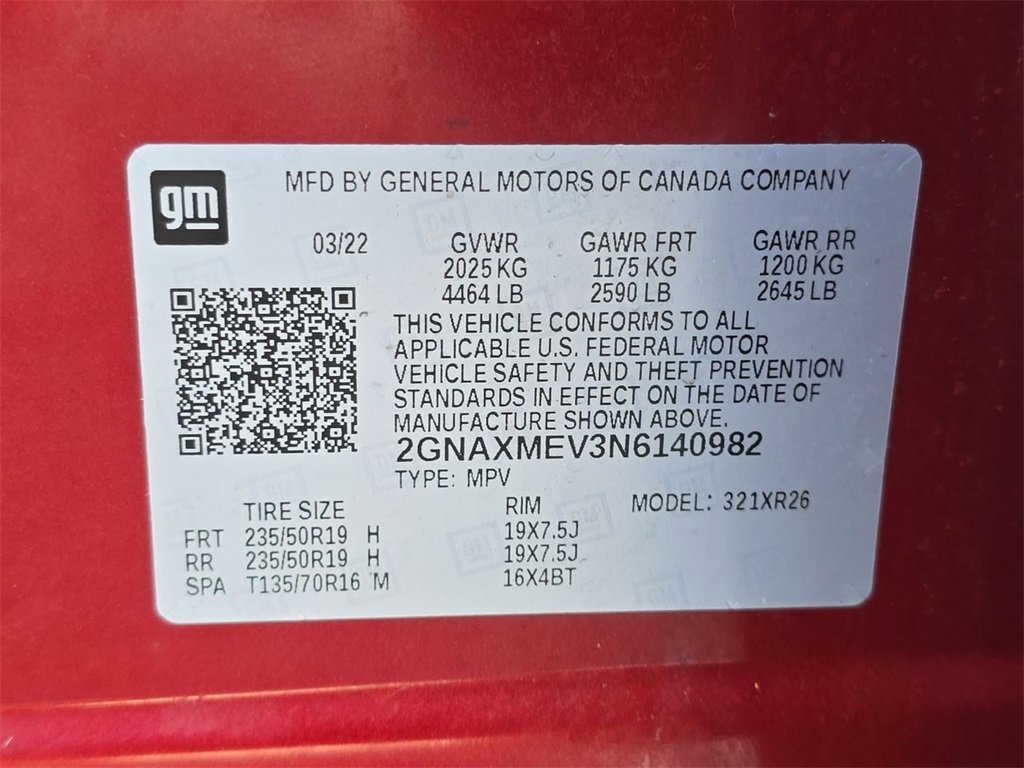 gm
MFD BY GENERAL MOTORS OF CANADA COMPANY
03/22 GVWR GAWR FRT GAWR RR
2025 KG 1175 KG 1200 KG
4464 LB 2590 LB 2645 LB
THIS VEHICLE CONFORMS TO ALL
APPLICABLE U.S. FEDERAL MOTOR
VEHICLE SAFETY AND THEFT PREVENTION
STANDARDS IN EFFECT ON THE DATE OF
MANUFACTURE SHOWN ABOVE.
2GNAXMEV3N6140982
TYPE: MPV
TIRE SIZE RIM MODEL: 321XR26
FRT 235/50R19 H 19X7.5J
RR 235/50R19 H 19X7.5J
SPA T135/70R16 M 16X4BT